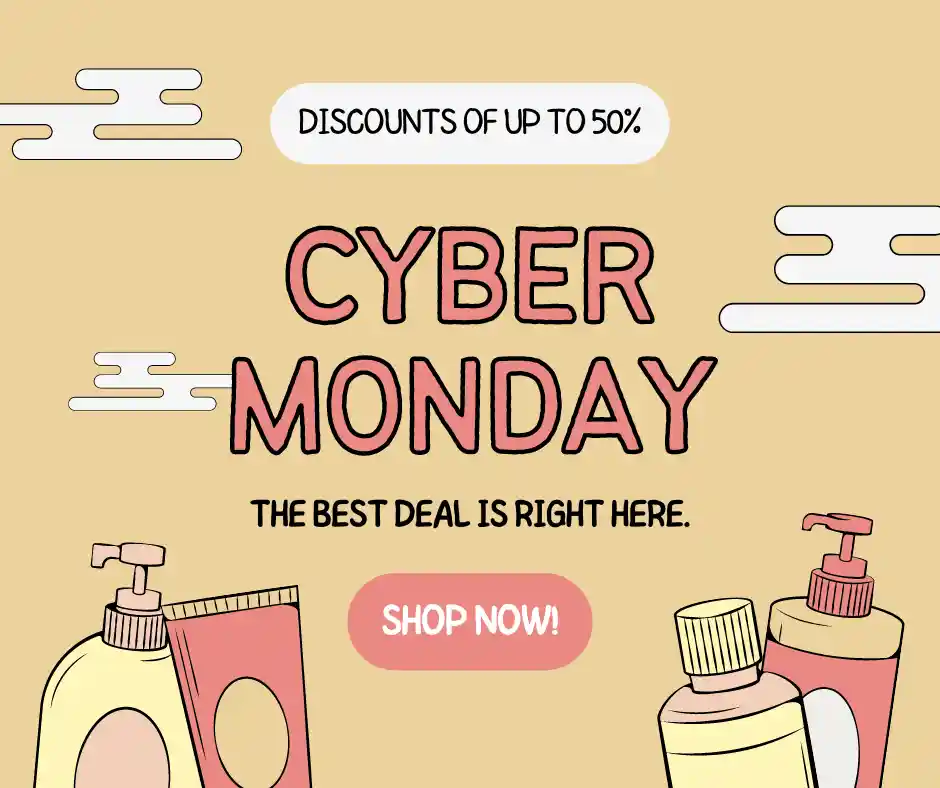 DISCOUNTS OF UP TO 50%
CYBER
MONDAY
THE BEST DEAL IS RIGHT HERE.
SHOP NOW!